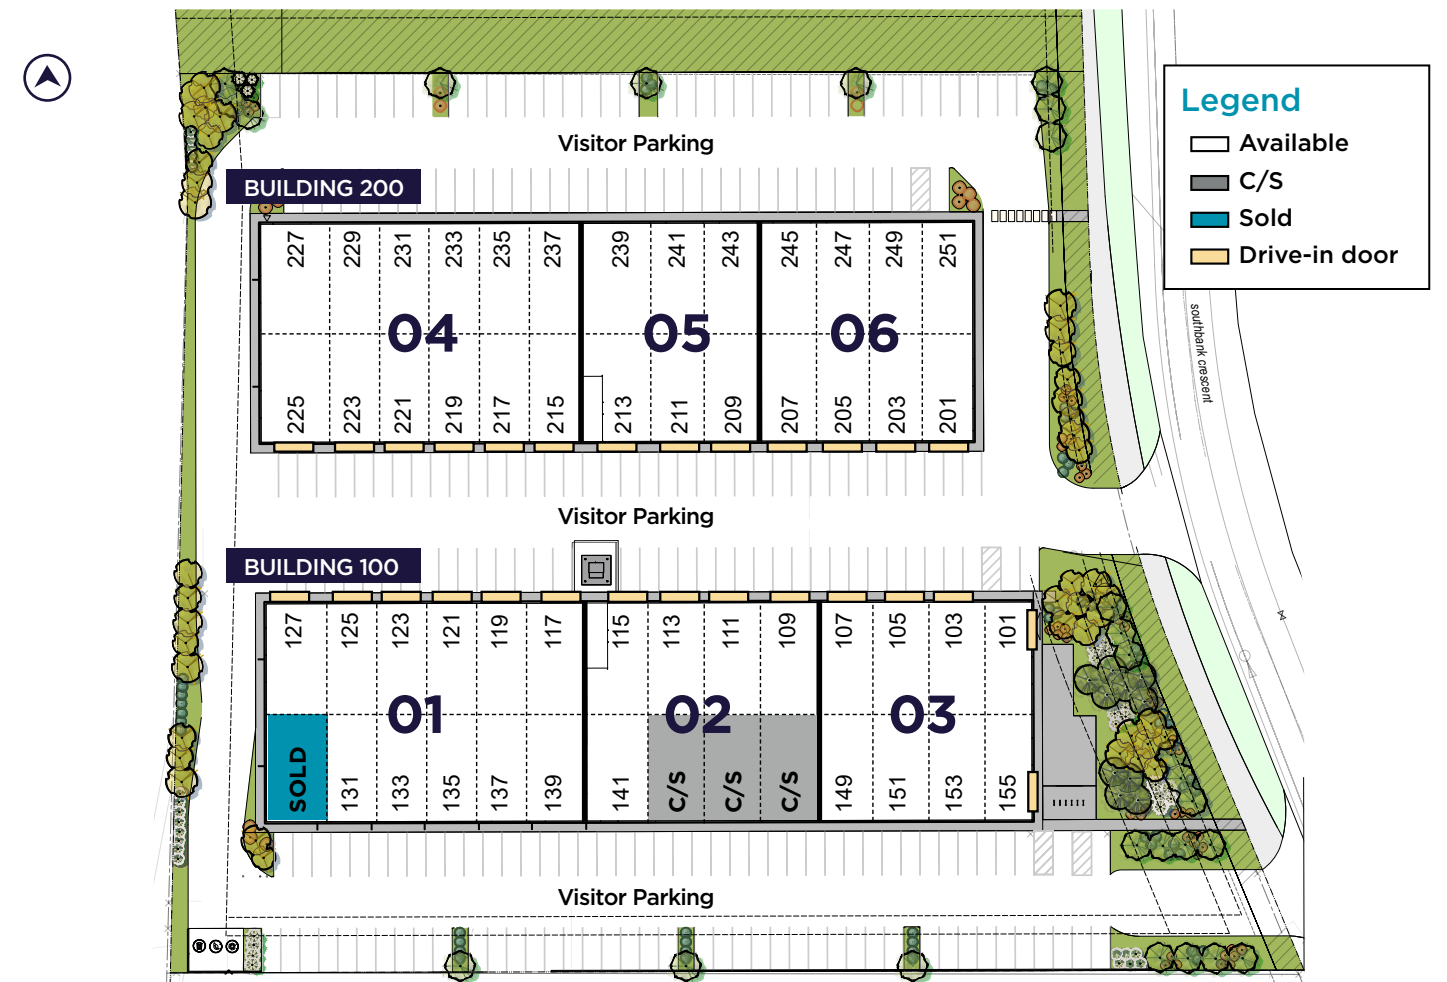 Legend
Available
C/S
Sold
Drive-in door
Visitor Parking
BUILDING 200
227 229 231 233 235 237 239 241 243 245 247 249 251
04 05 06
225 223 221 219 217 215 213 211 209 207 205 203 201
southbank crescent
Visitor Parking
BUILDING 100
127 125 123 121 119 117 115 113 111 109 107 105 103 101
01 02 03
SOLD 131 133 135 137 139 141 C/S C/S C/S 149 151 153 155
Visitor Parking